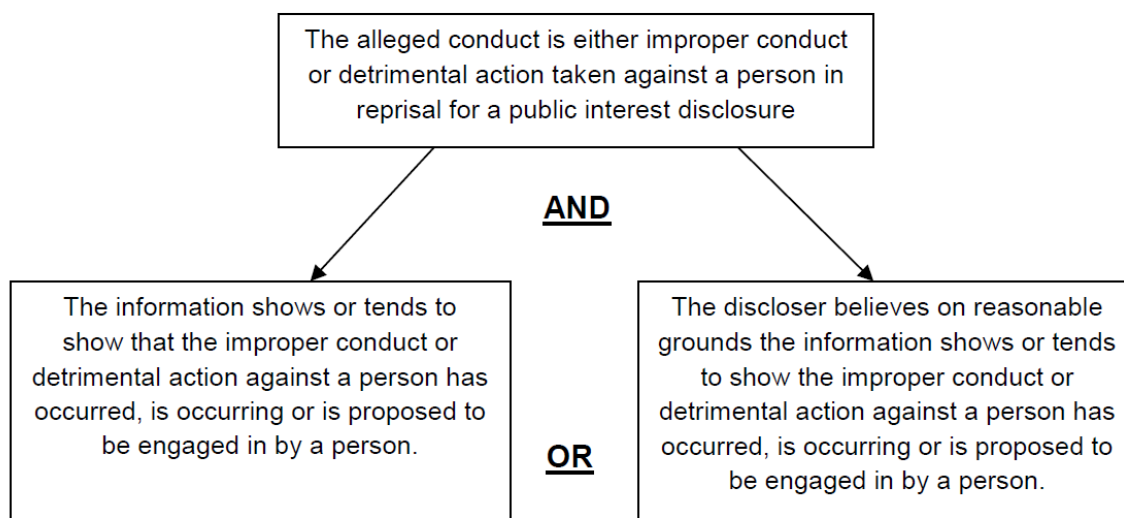 The alleged conduct is either improper conduct
or detrimental action taken against a person in
reprisal for a public interest disclosure
AND
The information shows or tends to
show that the improper conduct or
detrimental action against a person has
occurred, is occurring or is proposed to
be engaged in by a person.
OR
The discloser believes on reasonable
grounds the information shows or tends
to show the improper conduct or
detrimental action against a person has
occurred, is occurring or is proposed to
be engaged in by a person.